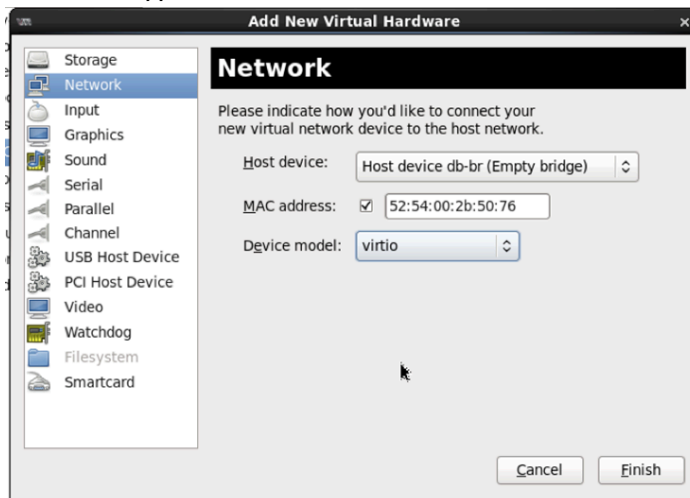 Add New Virtual Hardware
Storage
Network
Input
Graphics
Sound
Serial
Parallel
Channel
USB Host Device
PCI Host Device
Video
Watchdog
Filesystem
Smartcard
Network
Please indicate how you'd like to connect your
new virtual network device to the host network.
Host device: Host device db-br (Empty bridge)
MAC address: 52:54:00:2b:50:76
Device model: virtio
Cancel Finish